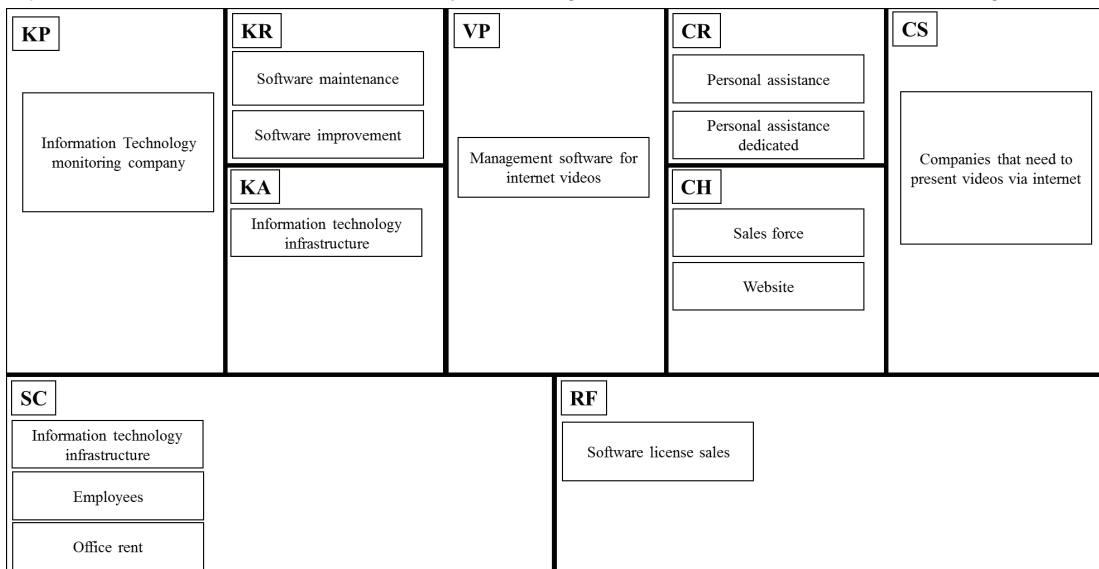 KP
Information Technology
monitoring company
KR
Software maintenance
Software improvement
KA
Information technology
infrastructure
VP
Management software for
internet videos
CR
Personal assistance
Personal assistance
dedicated
CH
Sales force
Website
CS
Companies that need to
present videos via internet
SC
Information technology
infrastructure
Employees
Office rent
RF
Software license sales